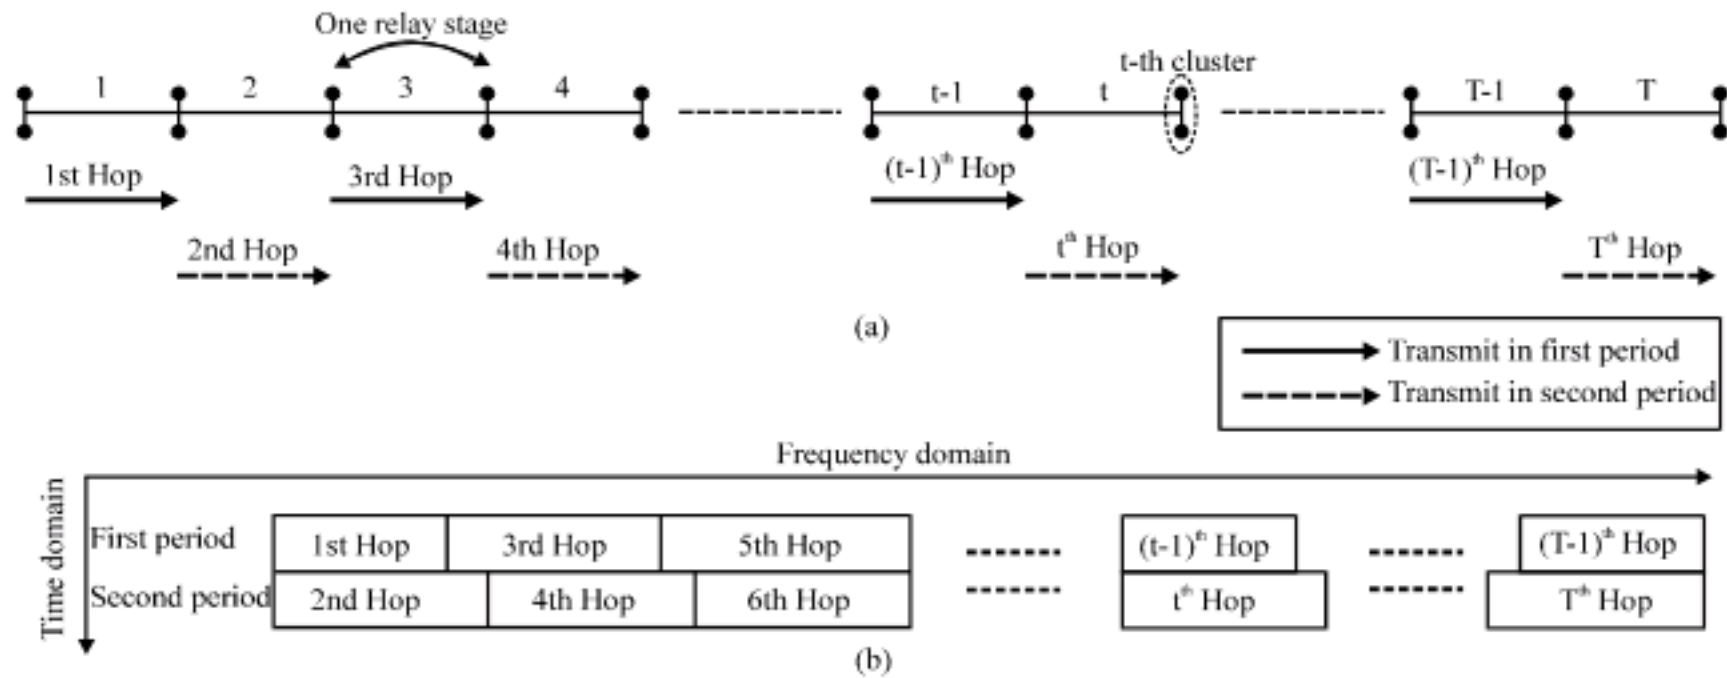 One relay stage
1 2 3 4 t-1 t t-th cluster T-1 T
1st Hop 3rd Hop (t-1)th Hop (T-1)th Hop
2nd Hop 4th Hop tth Hop Tth Hop
(a)
Transmit in first period
Transmit in second period
Frequency domain
Time domain
First period 1st Hop 3rd Hop 5th Hop (t-1)th Hop (T-1)th Hop
Second period 2nd Hop 4th Hop 6th Hop tth Hop Tth Hop
(b)